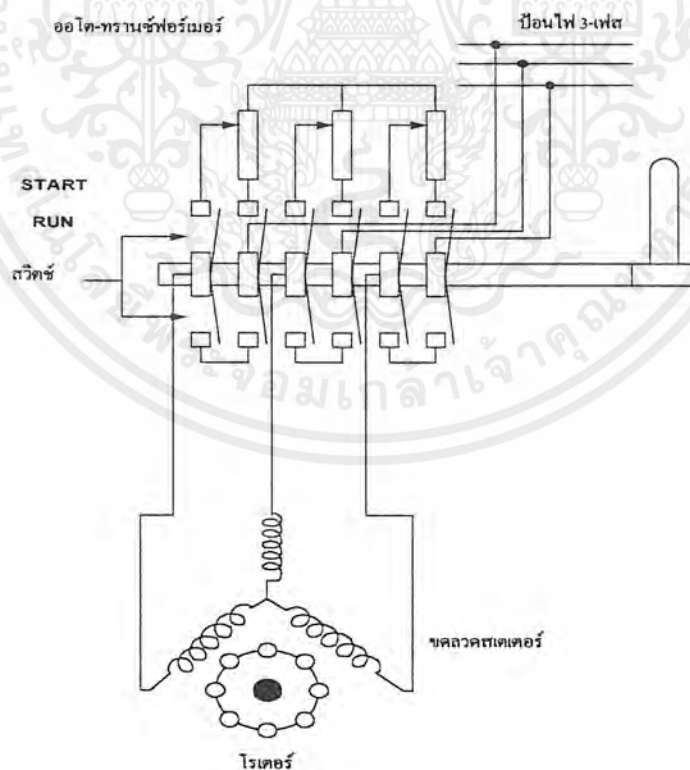 ออโต-ทรานซ์ฟอร์เมอร์
ป้อนไฟ 3-เฟส
START
RUN
สวิตช์
ขดลวดสเตเตอร์
โรเตอร์